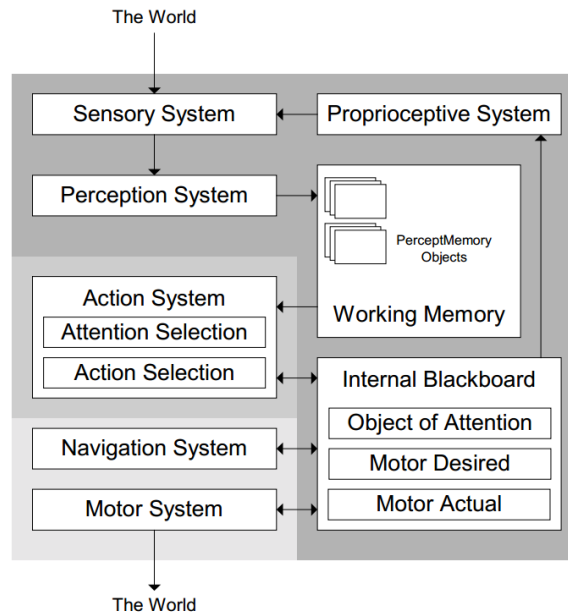 The World
Sensory System
Proprioceptive System
Perception System
PerceptMemory
Objects
Working Memory
Action System
Attention Selection
Action Selection
Internal Blackboard
Object of Attention
Navigation System
Motor Desired
Motor System
Motor Actual
The World